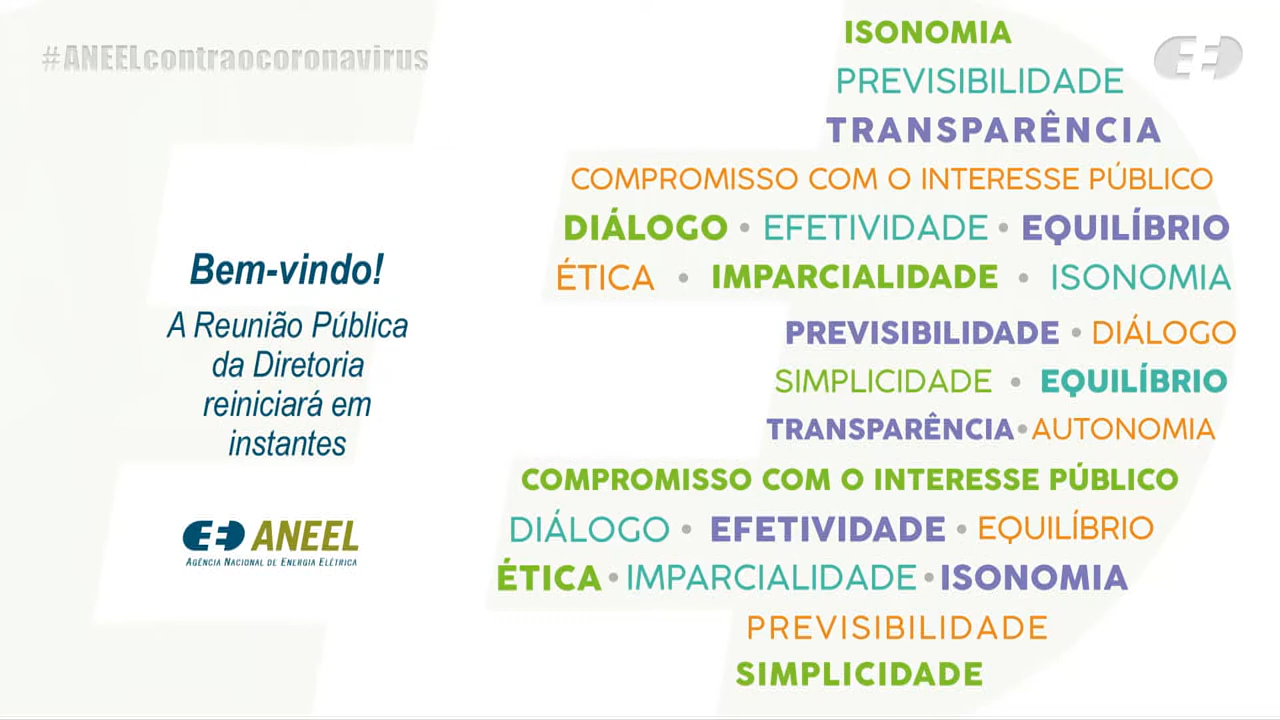 #ANEELcontraocoronavirus
Bem-vindo!
A Reunião Pública
da Diretoria
reiniciará em
instantes
ANEEL
AGÊNCIA NACIONAL DE ENERGIA ELÉTRICA
ISONOMIA
PREVISIBILIDADE
TRANSPARÊNCIA
COMPROMISSO COM O INTERESSE PÚBLICO
DIÁLOGO • EFETIVIDADE • EQUILÍBRIO
ÉTICA • IMPARCIALIDADE • ISONOMIA
PREVISIBILIDADE • DIÁLOGO
SIMPLICIDADE • EQUILÍBRIO
TRANSPARÊNCIA • AUTONOMIA
COMPROMISSO COM O INTERESSE PÚBLICO
DIÁLOGO • EFETIVIDADE • EQUILÍBRIO
ÉTICA • IMPARCIALIDADE • ISONOMIA
PREVISIBILIDADE
SIMPLICIDADE